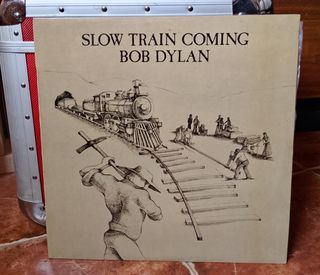 SLOW TRAIN COMING
BOB DYLAN